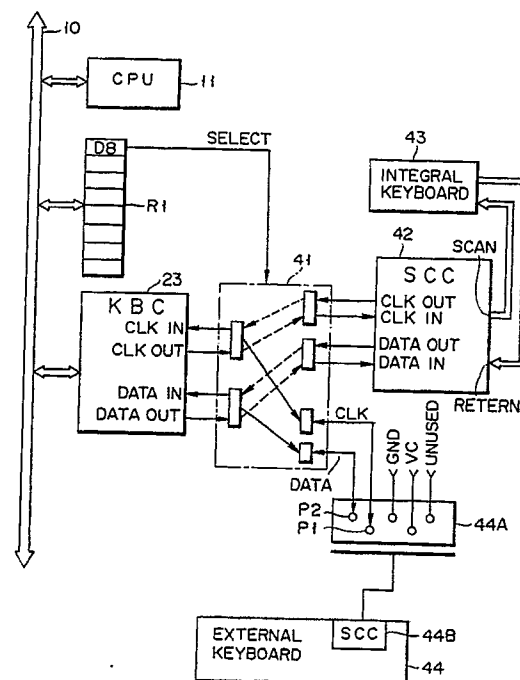 10
CPU
11
D8
SELECT
R1
43
INTEGRAL
KEYBOARD
42
SCAN
SCC
CLK OUT
CLK IN
DATA OUT
DATA IN
RETERN
23
KBC
CLK IN
CLK OUT
DATA IN
DATA OUT
41
CLK
DATA
GND
VC
UNUSED
P2
P1
44A
EXTERNAL
KEYBOARD
SCC
44B
44